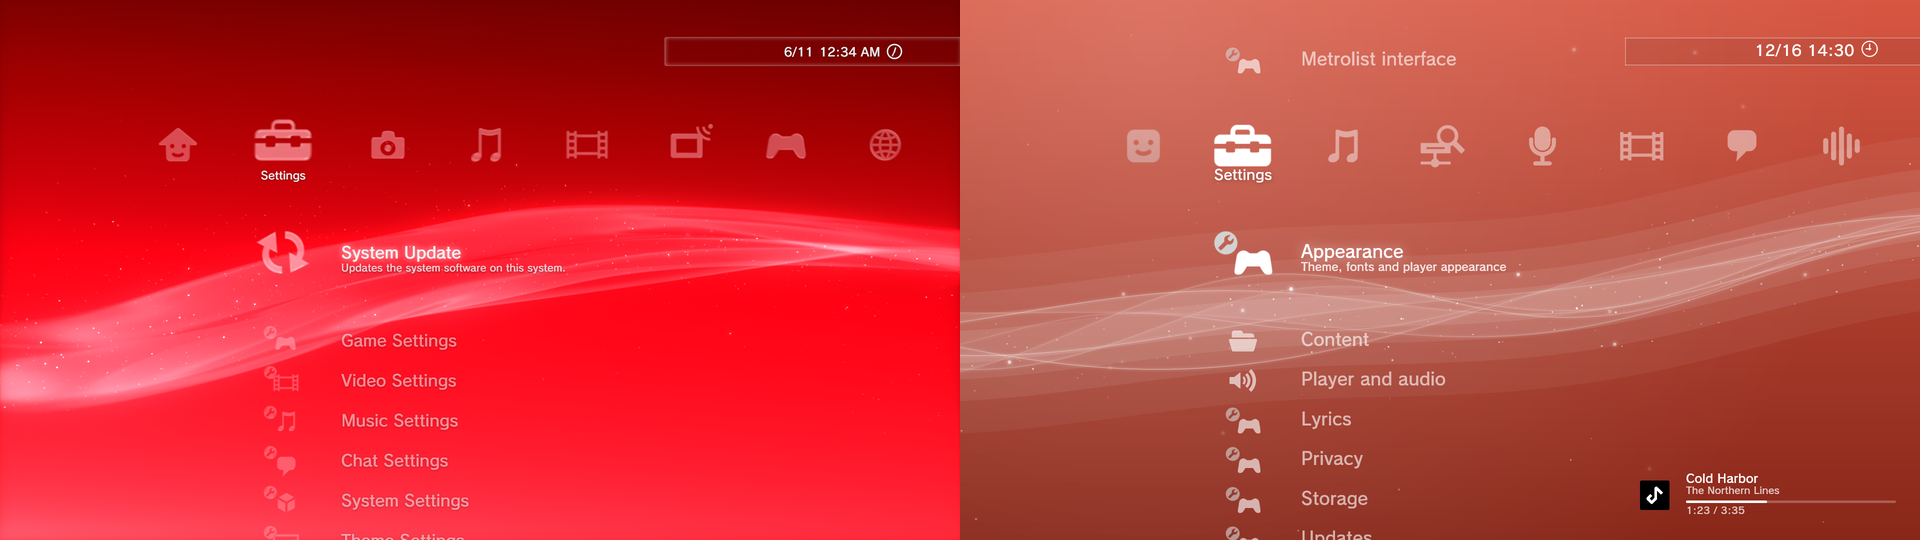 6/11 12:34 AM
Settings
System Update
Updates the system software on this system.
Game Settings
Video Settings
Music Settings
Chat Settings
System Settings
Theme Settings
Metrolist interface
12/16 14:30
Settings
Appearance
Theme, fonts and player appearance
Content
Player and audio
Lyrics
Privacy
Storage
Updates
Cold Harbor
The Northern Lines
1:23 / 3:35